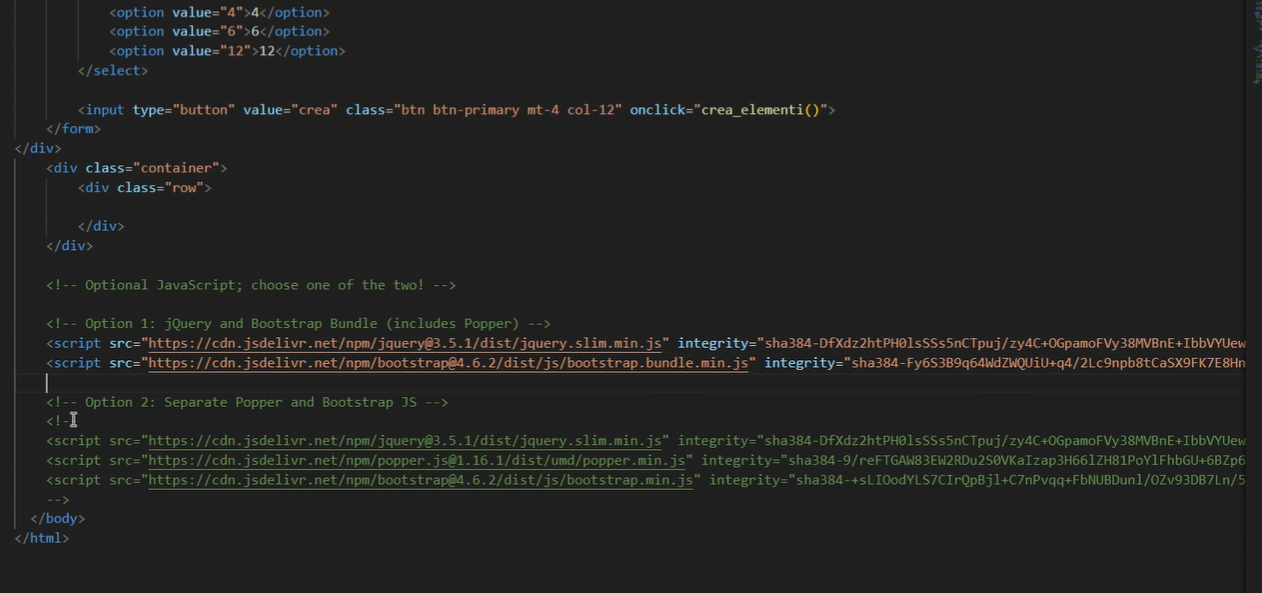 <option value="4">4</option>
<option value="6">6</option>
<option value="12">12</option>
</select>
<input type="button" value="crea" class="btn btn-primary mt-4 col-12" onclick="crea_elementi()">
</form>
</div>
<div class="container">
<div class="row">
</div>
</div>
<!-- Optional JavaScript; choose one of the two! -->
<!-- Option 1: jQuery and Bootstrap Bundle (includes Popper) -->
<script src="https://cdn.jsdelivr.net/npm/jquery@3.5.1/dist/jquery.slim.min.js" integrity="sha384-DfXdz2htPH0lsSSs5nCTpuj/zy4C+OGpamoFVy38MVBnE+IbbVYUew
<script src="https://cdn.jsdelivr.net/npm/bootstrap@4.6.2/dist/js/bootstrap.bundle.min.js" integrity="sha384-Fy6S3B9q64WdZWQUiU+q4/2Lc9npb8tCaSX9FK7E8Hn
<!-- Option 2: Separate Popper and Bootstrap JS -->
<!--
<script src="https://cdn.jsdelivr.net/npm/jquery@3.5.1/dist/jquery.slim.min.js" integrity="sha384-DfXdz2htPH0lsSSs5nCTpuj/zy4C+OGpamoFVy38MVBnE+IbbVYUew
<script src="https://cdn.jsdelivr.net/npm/popper.js@1.16.1/dist/umd/popper.min.js" integrity="sha384-9/reFTGAW83EW2RDu2S0VKaIzap3H66lZH81PoYlFhbGU+6BZp6
<script src="https://cdn.jsdelivr.net/npm/bootstrap@4.6.2/dist/js/bootstrap.min.js" integrity="sha384-+sLIOodYLS7CIrQpBjl+C7nPvqq+FbNUBDunl/OZv93DB7Ln/5
-->
</body>
</html>